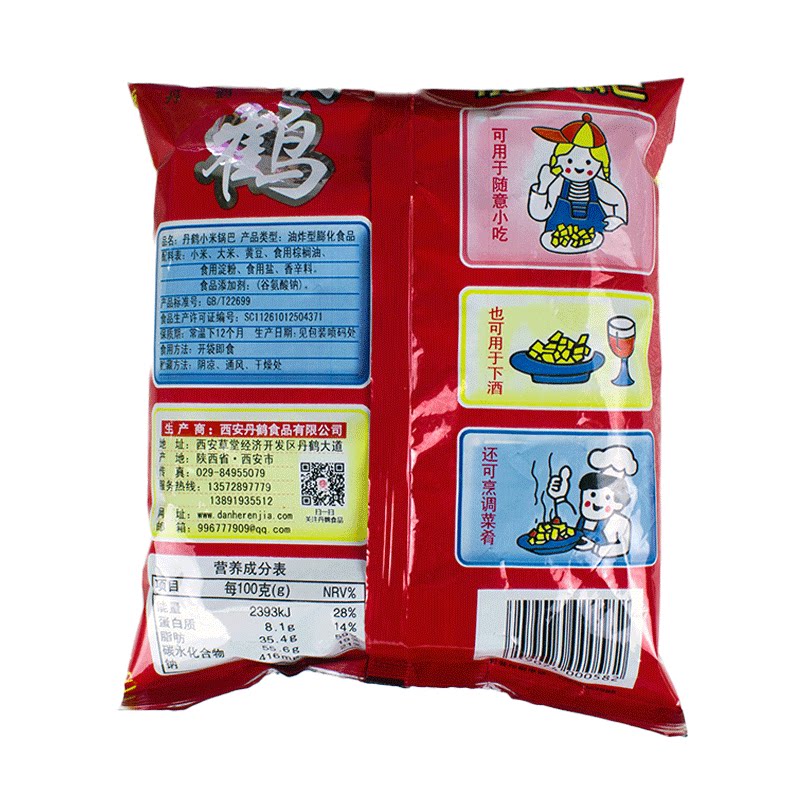 鹤
品名：丹鹤小米锅巴 产品类型：油炸型膨化食品
配料表：小米、大米、黄豆、食用棕榈油、
食用淀粉、食用盐、香辛料。
食品添加剂：(谷氨酸钠)。
产品标准号：GB/T22699
食品生产许可证编号：SC11261012504371
保质期：常温下12个月 生产日期：见包装喷码处
食用方法：开袋即食
贮藏方法：阴凉、通风、干燥处
生产商：西安丹鹤食品有限公司
地址：西安草堂经济开发区丹鹤大道
产地：陕西省·西安市
传真：029-84955079
服务热线：13572897779
13891935512
网址：www.danherenjia.com
邮箱：996777909@qq.com
扫一扫
关注丹鹤食品
营养成分表
项目 每100克(g) NRV%
能量 2393kJ 28%
蛋白质 8.1g 14%
脂肪 35.4g
碳水化合物 55.6g
钠 416mg
可用于随意小吃
也可用于下酒
还可烹调菜肴
000582